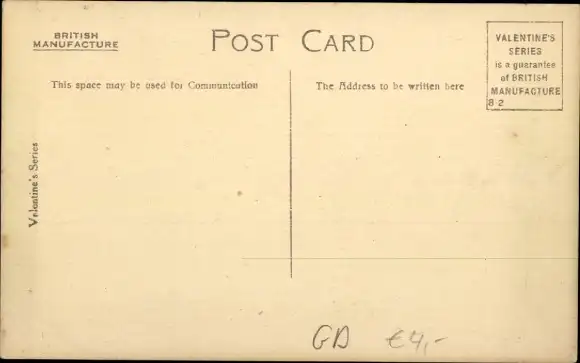 BRITISH
MANUFACTURE
POST CARD
VALENTINE'S
SERIES
is a guarantee
of BRITISH
MANUFACTURE
82
This space may be used for Communication
The Address to be written here
Valentine's Series
GD €4,-